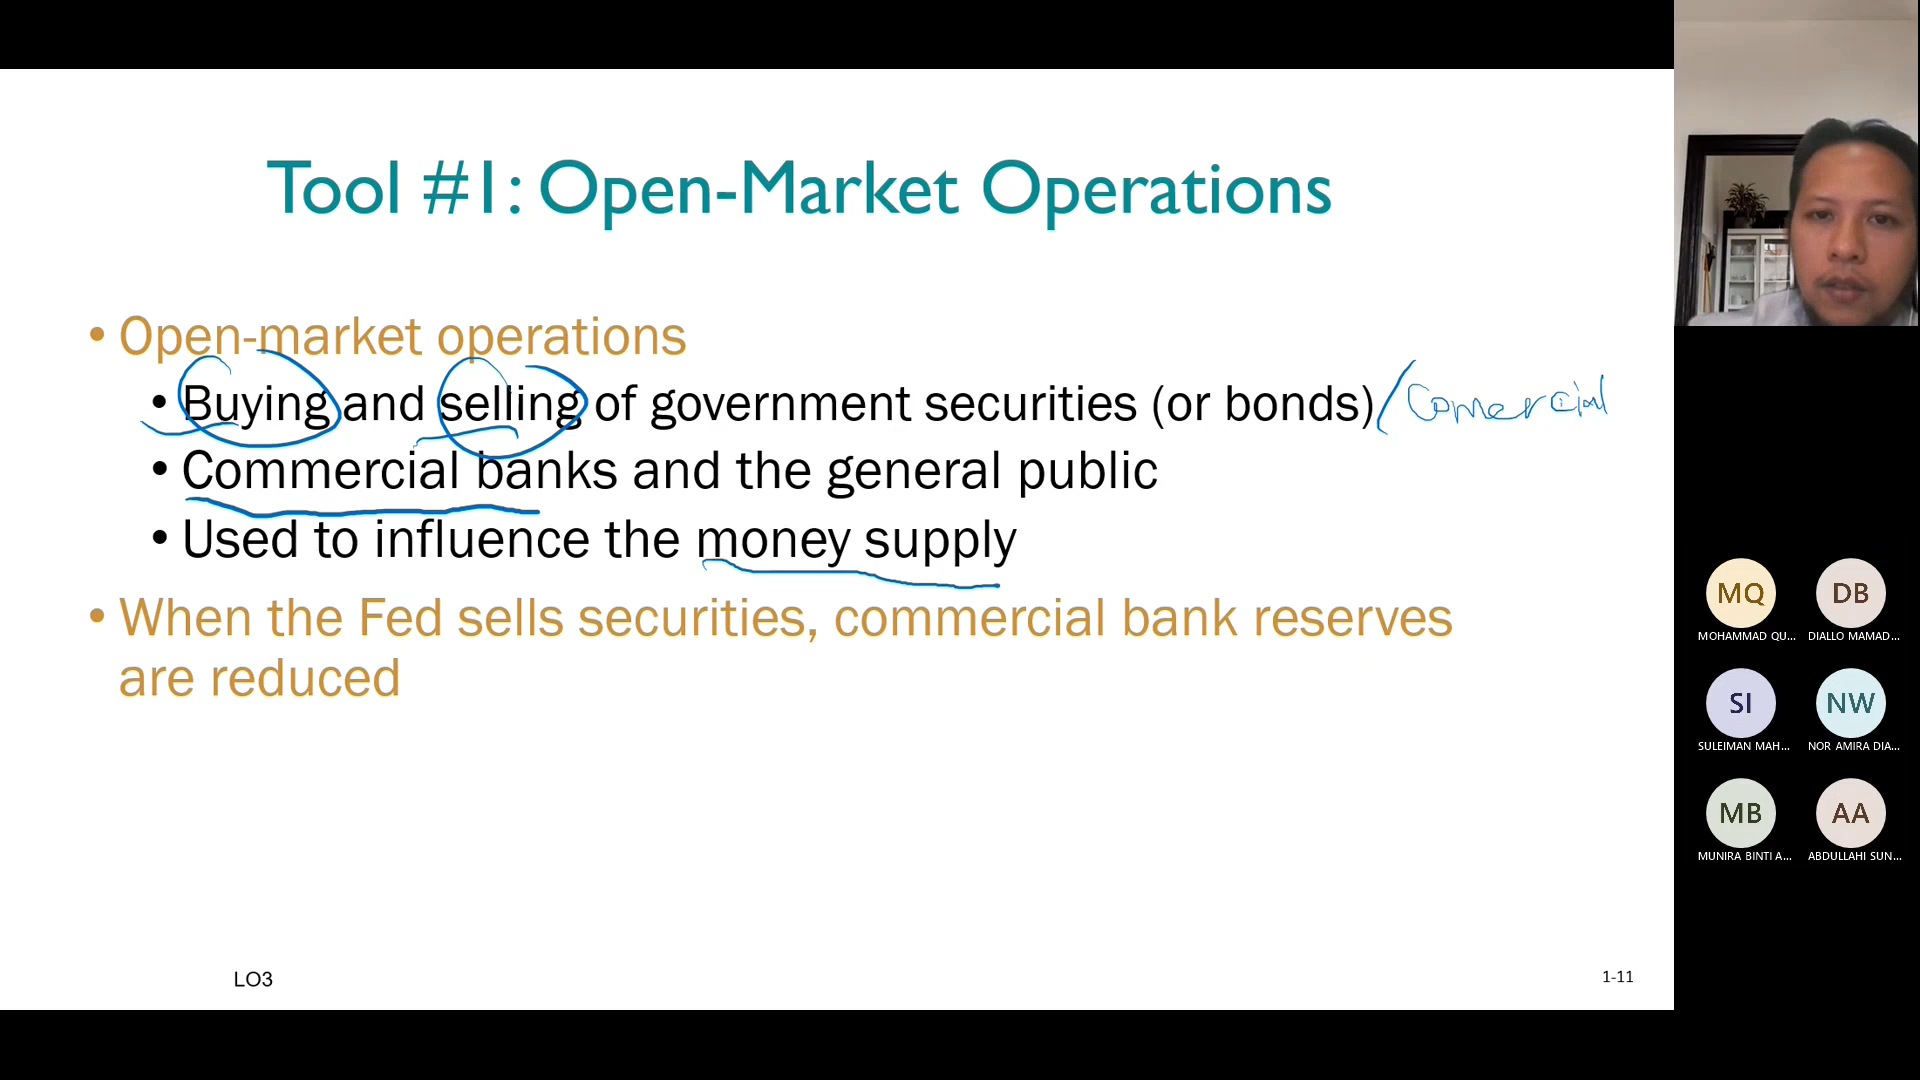 Tool #1: Open-Market Operations
• Open-market operations
• Buying and selling of government securities (or bonds) / Comercial
• Commercial banks and the general public
• Used to influence the money supply
• When the Fed sells securities, commercial bank reserves
are reduced
LO3
1-11
MQ
MOHAMMAD QU...
DB
DIALLO MAMAD...
SI
SULEIMAN MAH...
NW
NOR AMIRA DIA...
MB
MUNIRA BINTI A...
AA
ABDULLAHI SUN...